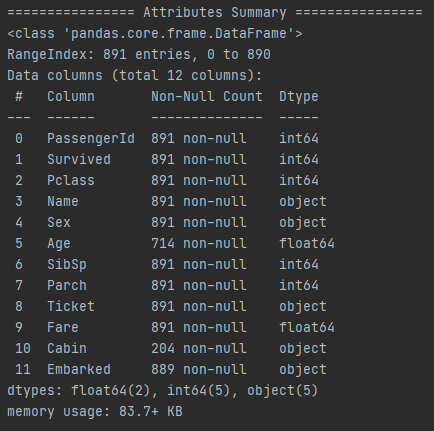 ================ Attributes Summary ================
<class 'pandas.core.frame.DataFrame'>
RangeIndex: 891 entries, 0 to 890
Data columns (total 12 columns):
 #   Column       Non-Null Count  Dtype
---  ------       --------------  -----
 0   PassengerId  891 non-null    int64
 1   Survived     891 non-null    int64
 2   Pclass       891 non-null    int64
 3   Name         891 non-null    object
 4   Sex          891 non-null    object
 5   Age          714 non-null    float64
 6   SibSp        891 non-null    int64
 7   Parch        891 non-null    int64
 8   Ticket       891 non-null    object
 9   Fare         891 non-null    float64
 10  Cabin        204 non-null    object
 11  Embarked     889 non-null    object
dtypes: float64(2), int64(5), object(5)
memory usage: 83.7+ KB